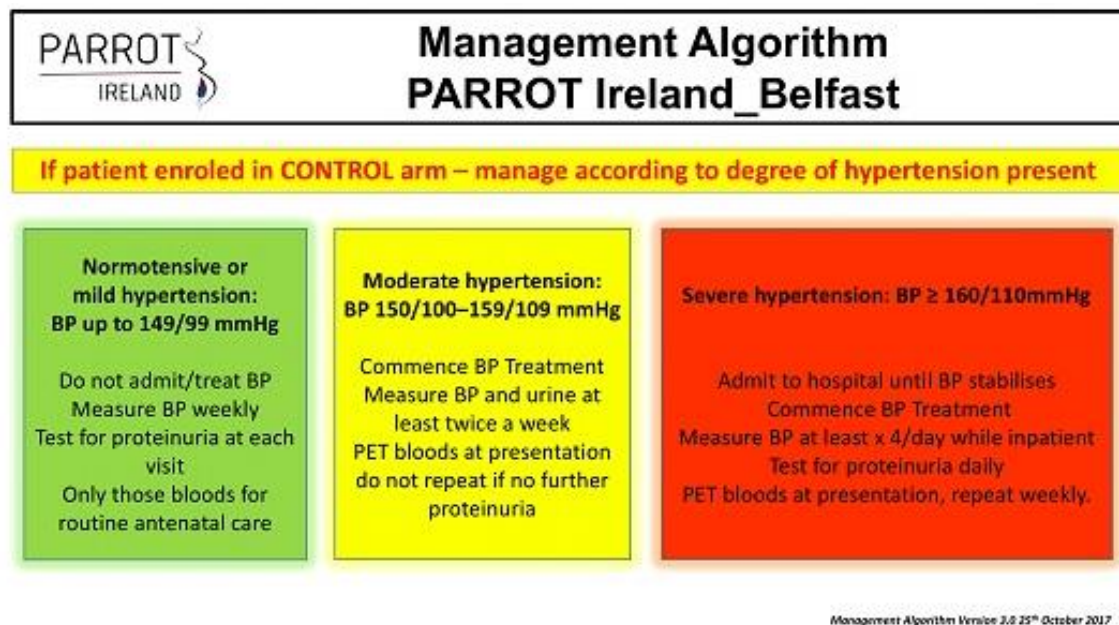 PARROT
IRELAND
Management Algorithm
PARROT Ireland_Belfast
If patient enroled in CONTROL arm – manage according to degree of hypertension present
Normotensive or
mild hypertension:
BP up to 149/99 mmHg
Do not admit/treat BP
Measure BP weekly
Test for proteinuria at each
visit
Only those bloods for
routine antenatal care
Moderate hypertension:
BP 150/100–159/109 mmHg
Commence BP Treatment
Measure BP and urine at
least twice a week
PET bloods at presentation
do not repeat if no further
proteinuria
Severe hypertension: BP ≥ 160/110mmHg
Admit to hospital until BP stabilises
Commence BP Treatment
Measure BP at least x 4/day while inpatient
Test for proteinuria daily
PET bloods at presentation, repeat weekly.
Management Algorithm Version 3.0 25th October 2017